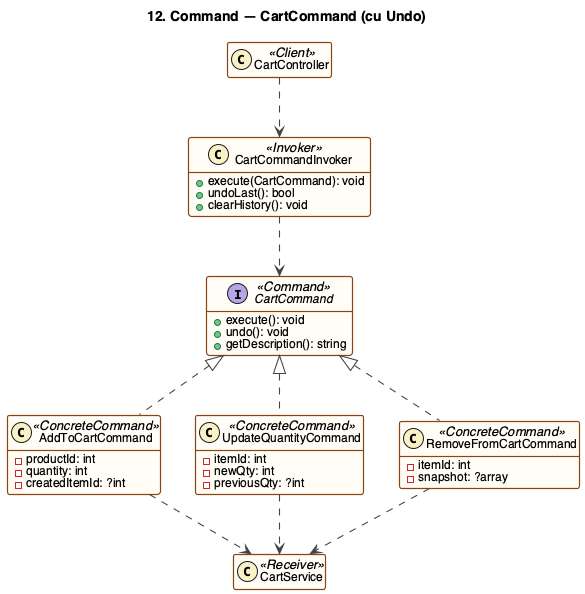 12. Command — CartCommand (cu Undo)
C «Client»
CartController
C «Invoker»
CartCommandInvoker
execute(CartCommand): void
undoLast(): bool
clearHistory(): void
I «Command»
CartCommand
execute(): void
undo(): void
getDescription(): string
C «ConcreteCommand»
AddToCartCommand
productId: int
quantity: int
createdItemId: ?int
C «ConcreteCommand»
UpdateQuantityCommand
itemId: int
newQty: int
previousQty: ?int
C «ConcreteCommand»
RemoveFromCartCommand
itemId: int
snapshot: ?array
C «Receiver»
CartService